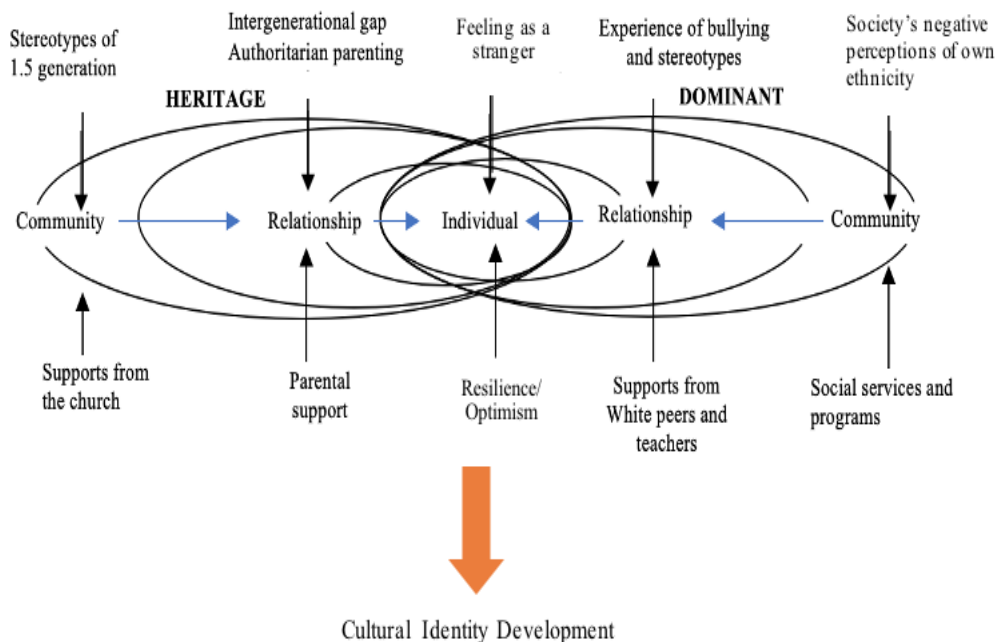 Stereotypes of
1.5 generation
Intergenerational gap
Authoritarian parenting
Feeling as a
stranger
Experience of bullying
and stereotypes
Society's negative
perceptions of own
ethnicity
HERITAGE
DOMINANT
Community
Relationship
Individual
Relationship
Community
Supports from
the church
Parental
support
Resilience/
Optimism
Supports from
White peers and
teachers
Social services and
programs
Cultural Identity Development